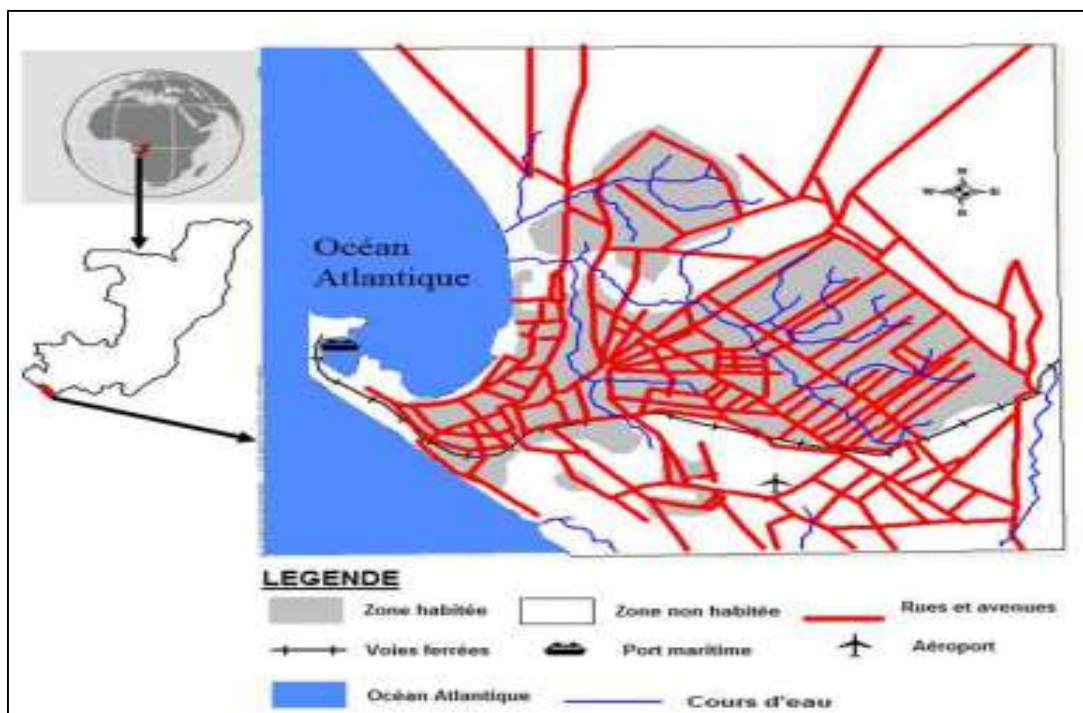 Océan
Atlantique
N
W E
S
LEGENDE
Zone habitée Zone non habitée Rues et avenues
Voies ferrées Port maritime Aéroport
Océan Atlantique Cours d'eau